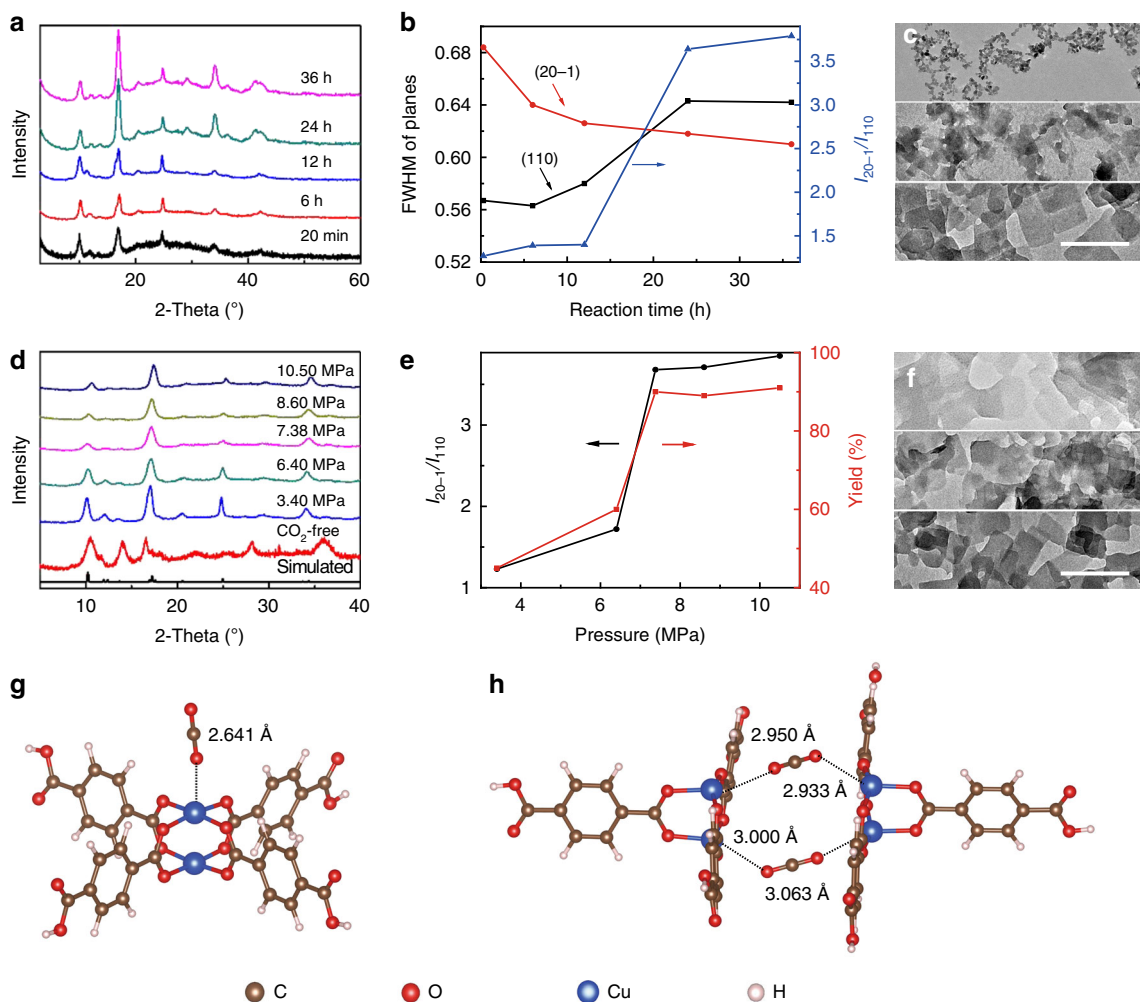 a
Intensity
36 h
24 h
12 h
6 h
20 min
20
40
60
2-Theta (°)
b
FWHM of planes
0.68
0.64
0.60
0.56
0.52
(20–1)
(110)
0
10
20
30
Reaction time (h)
3.5
3.0
2.5
2.0
1.5
I20–1/I110
c
d
Intensity
10.50 MPa
8.60 MPa
7.38 MPa
6.40 MPa
3.40 MPa
CO2-free
Simulated
10
20
30
40
2-Theta (°)
e
I20–1/I110
3
2
1
4
6
8
10
Pressure (MPa)
100
80
60
40
Yield (%)
f
g
2.641 Å
h
2.950 Å
2.933 Å
3.000 Å
3.063 Å
C O Cu H